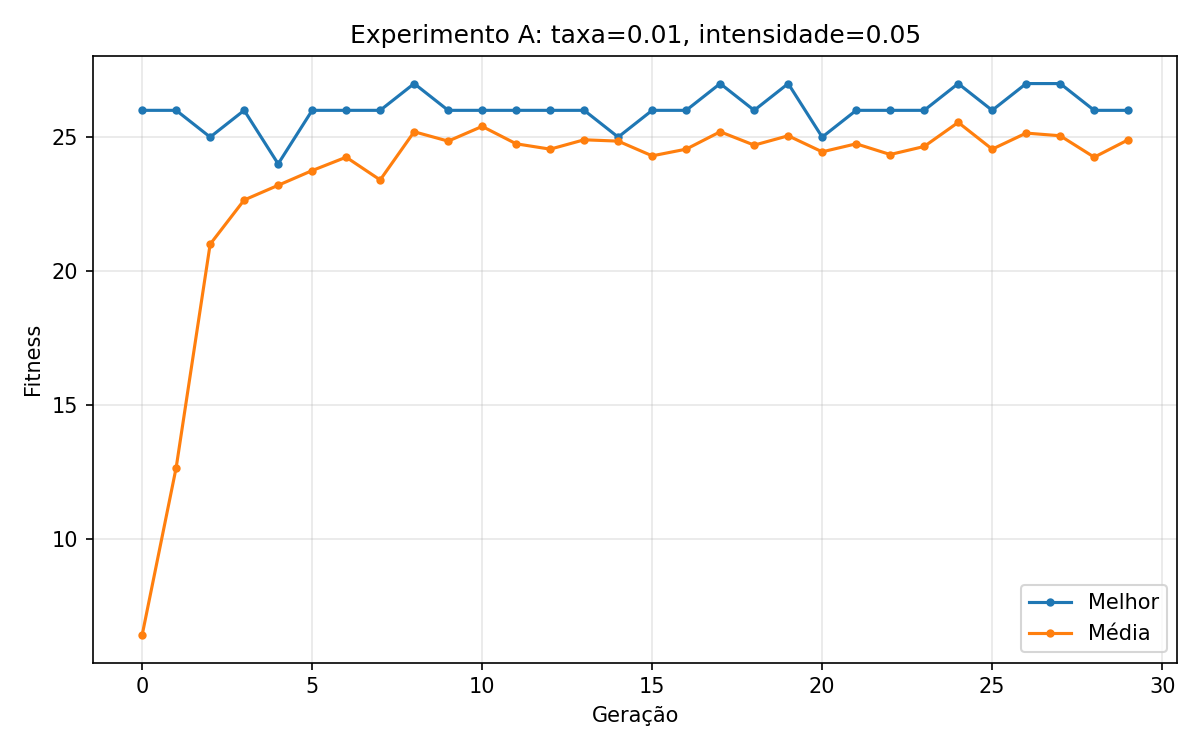 Experimento A: taxa=0.01, intensidade=0.05
Fitness
25
20
15
10
0 5 10 15 20 25 30
Geração
Melhor
Média